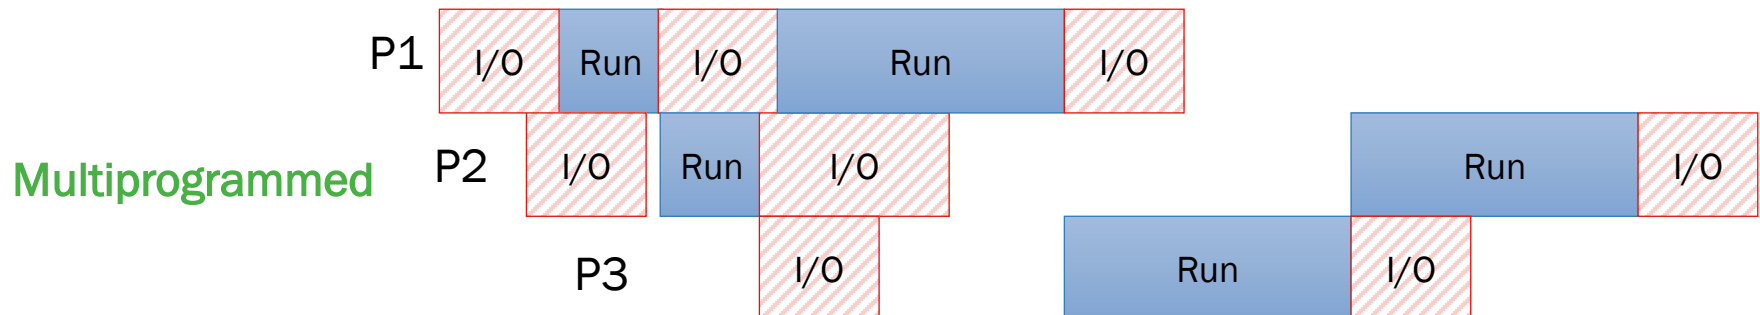 P1 I/O Run I/O Run I/O
P2 I/O Run I/O Run I/O
Multiprogrammed
P3 I/O Run I/O